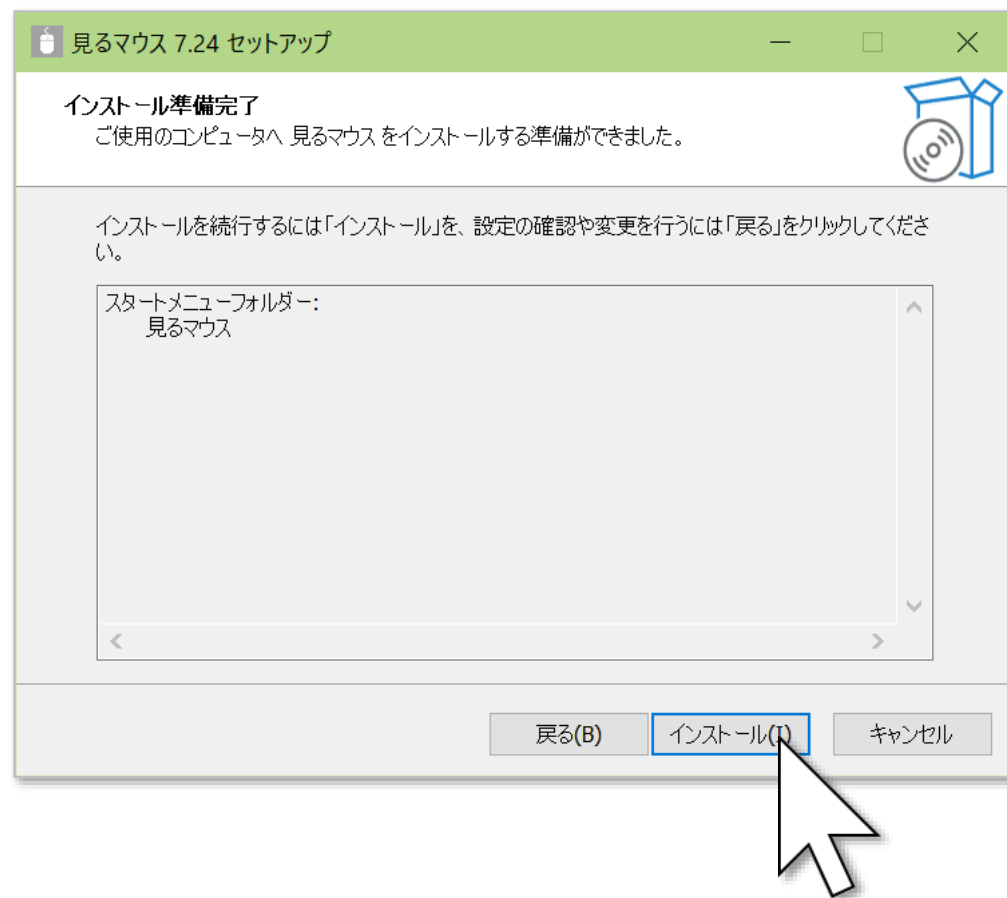 見るマウス 7.24 セットアップ
インストール準備完了
ご使用のコンピュータへ 見るマウス をインストールする準備ができました。
インストールを続行するには「インストール」を、設定の確認や変更を行うには「戻る」をクリックしてくださ
い。
スタートメニューフォルダー:
見るマウス
戻る(B)
インストール(I)
キャンセル